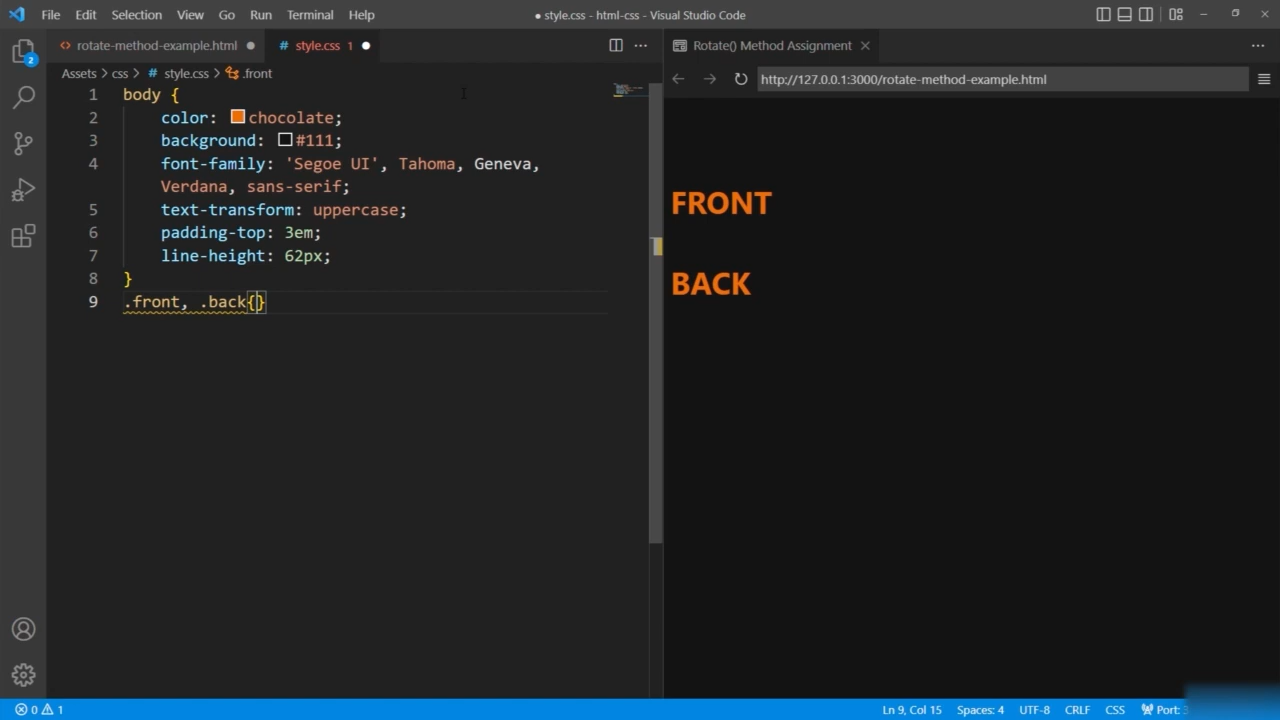 File Edit Selection View Go Run Terminal Help
● style.css - html-css - Visual Studio Code
rotate-method-example.html ●
# style.css 1 ●
Rotate() Method Assignment
2
Assets > css > # style.css > .front
http://127.0.0.1:3000/rotate-method-example.html
1 body {
2 color: chocolate;
3 background: #111;
4 font-family: 'Segoe UI', Tahoma, Geneva,
Verdana, sans-serif;
5 text-transform: uppercase;
6 padding-top: 3em;
7 line-height: 62px;
8 }
9 .front, .back{}
FRONT
BACK
0 1
Ln 9, Col 15 Spaces: 4 UTF-8 CRLF CSS Port: